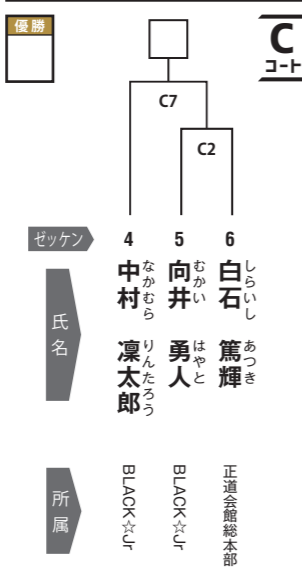 優勝
C
コート
C7
C2
ゼッケン
4
5
6
氏名
中村 凜太郎
なかむら りんたろう
向井 勇人
むかい はやと
白石 篤輝
しらいし あつき
所属
BLACK☆Jr
BLACK☆Jr
正道会館総本部